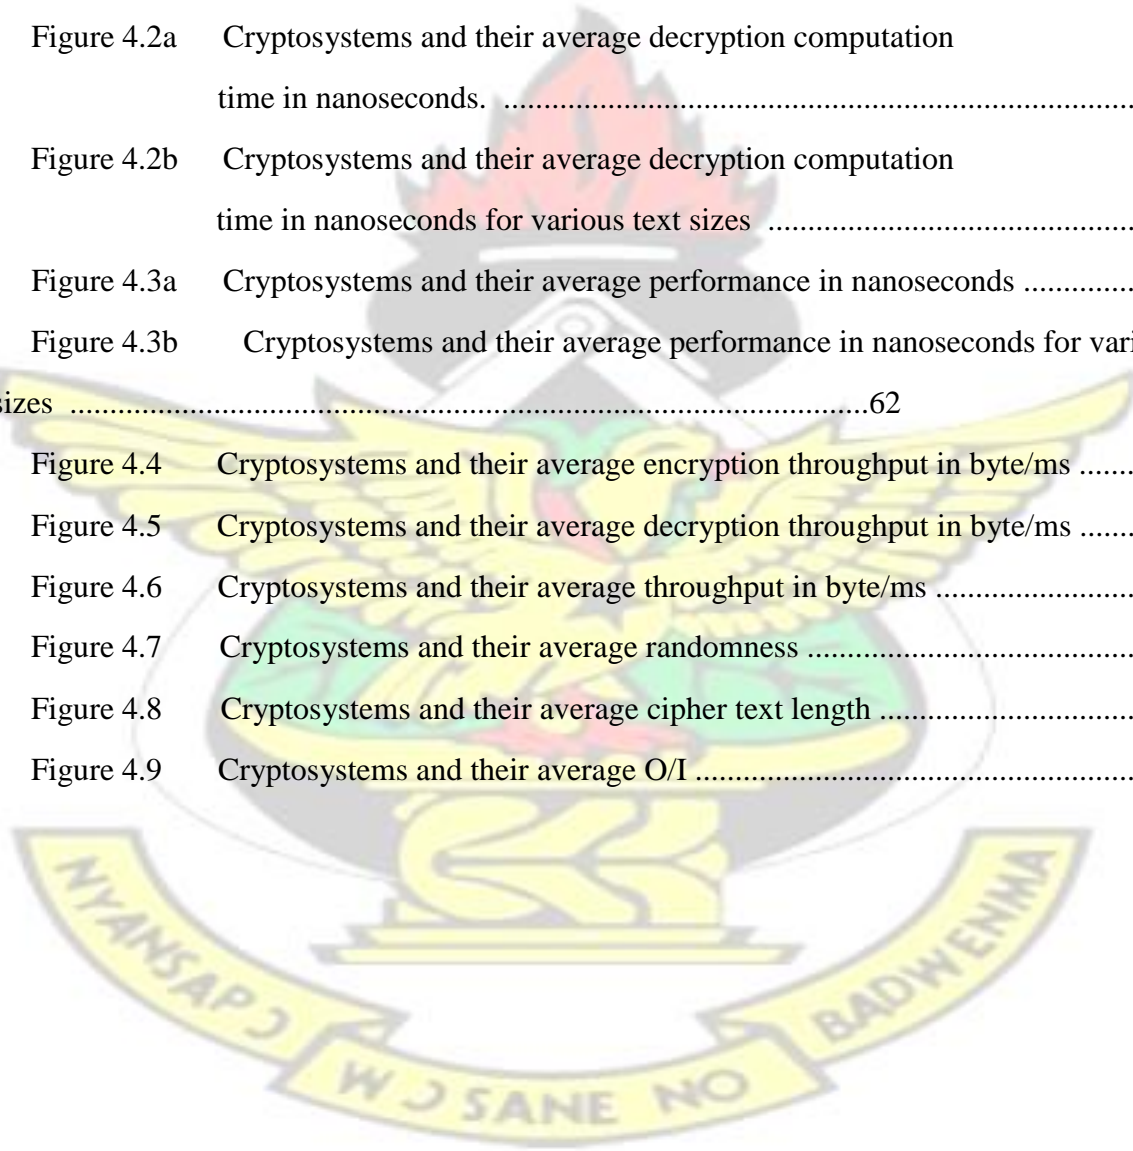 Figure 4.2a Cryptosystems and their average decryption computation
time in nanoseconds. ................................................................................
Figure 4.2b Cryptosystems and their average decryption computation
time in nanoseconds for various text sizes ..............................................
Figure 4.3a Cryptosystems and their average performance in nanoseconds ..............
Figure 4.3b Cryptosystems and their average performance in nanoseconds for vari
sizes .....................................................................................................62
Figure 4.4 Cryptosystems and their average encryption throughput in byte/ms .......
Figure 4.5 Cryptosystems and their average decryption throughput in byte/ms .......
Figure 4.6 Cryptosystems and their average throughput in byte/ms .........................
Figure 4.7 Cryptosystems and their average randomness .........................................
Figure 4.8 Cryptosystems and their average cipher text length ................................
Figure 4.9 Cryptosystems and their average O/I .......................................................
NYANSAPƆ WƆSANE NO BADWENMA